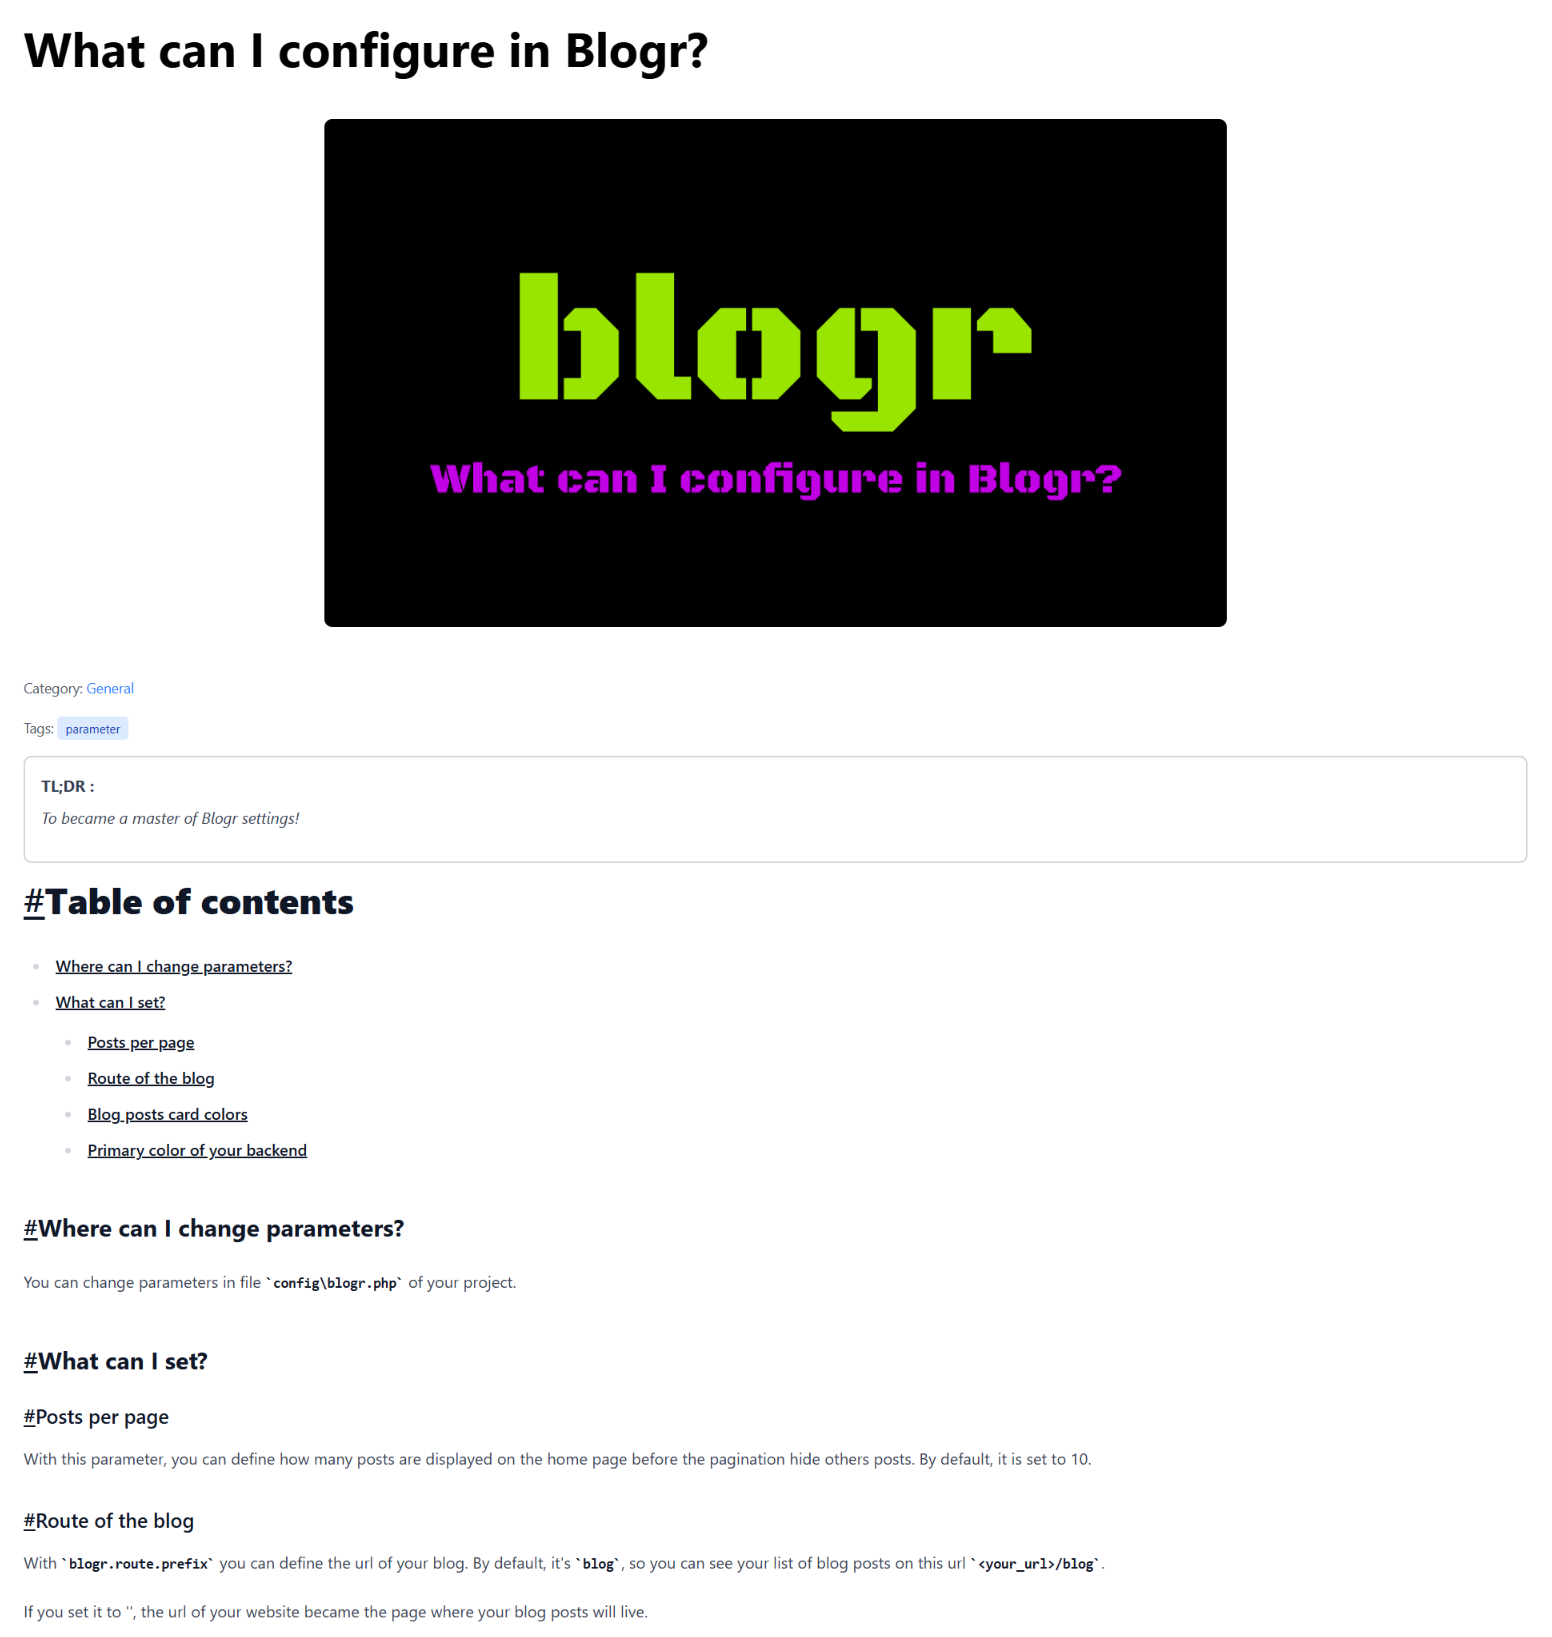 What can I configure in Blogr?
blogr
What can I configure in Blogr?
Category: General
Tags: parameter
TL;DR :
To became a master of Blogr settings!
#Table of contents
Where can I change parameters?
What can I set?
Posts per page
Route of the blog
Blog posts card colors
Primary color of your backend
#Where can I change parameters?
You can change parameters in file `config\blogr.php` of your project.
#What can I set?
#Posts per page
With this parameter, you can define how many posts are displayed on the home page before the pagination hide others posts. By default, it is set to 10.
#Route of the blog
With `blogr.route.prefix` you can define the url of your blog. By default, it's `blog`, so you can see your list of blog posts on this url `<your_url>/blog`.
If you set it to '', the url of your website became the page where your blog posts will live.